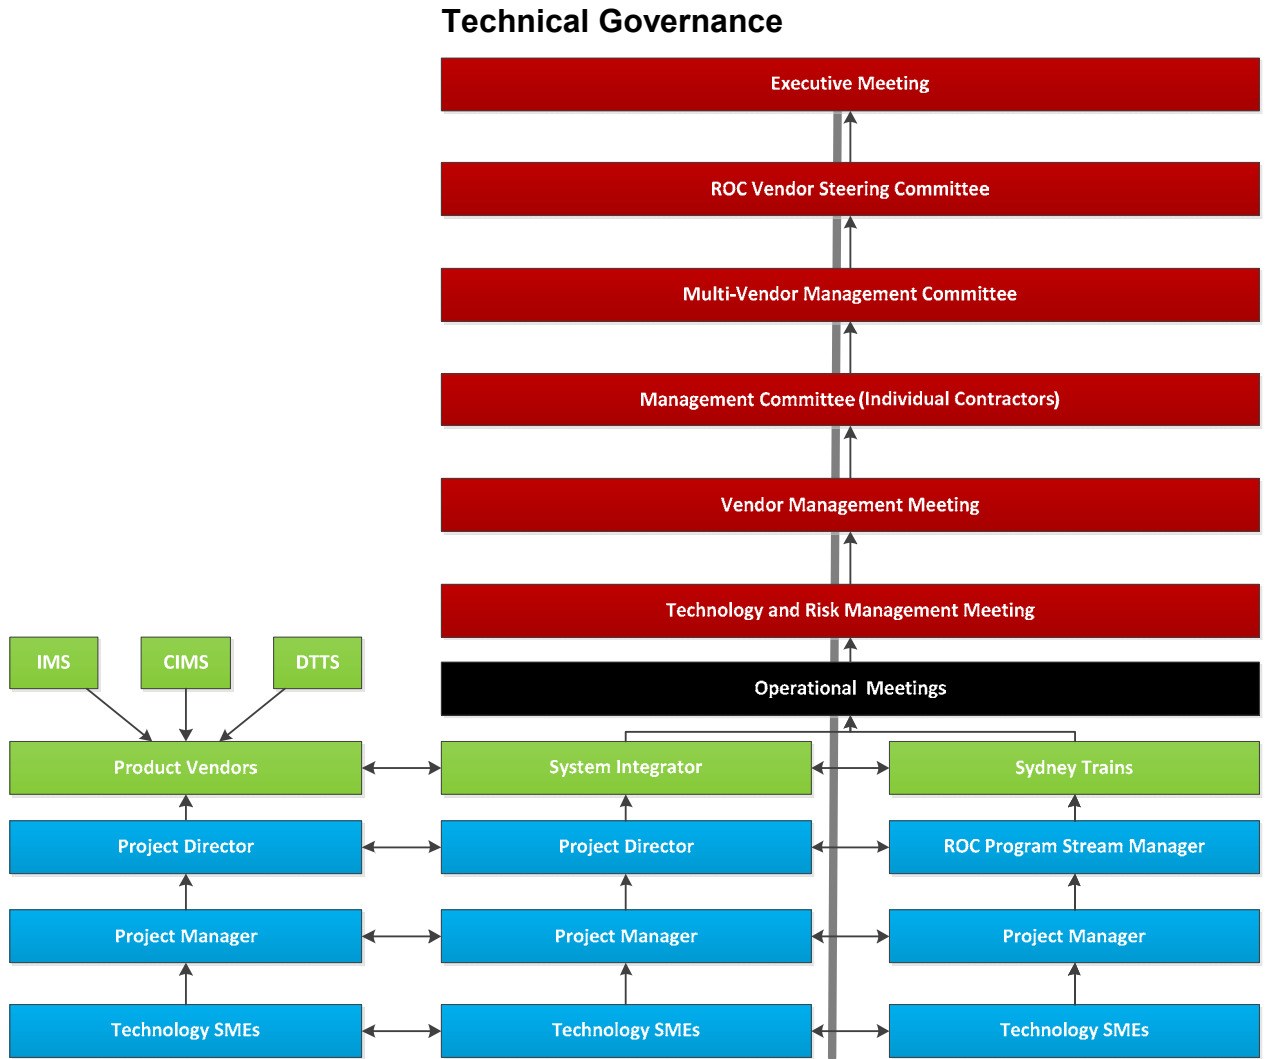 Technical Governance
Executive Meeting
ROC Vendor Steering Committee
Multi-Vendor Management Committee
Management Committee (Individual Contractors)
Vendor Management Meeting
Technology and Risk Management Meeting
IMS CIMS DTTS
Operational Meetings
Product Vendors System Integrator Sydney Trains
Project Director Project Director ROC Program Stream Manager
Project Manager Project Manager Project Manager
Technology SMEs Technology SMEs Technology SMEs